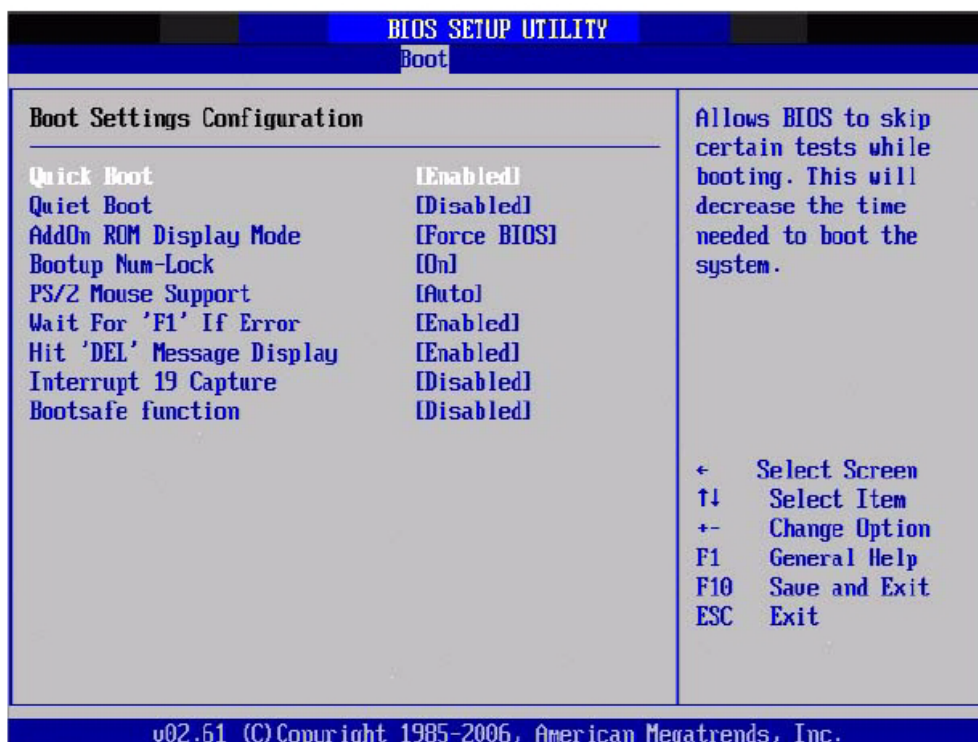 BIOS SETUP UTILITY
Boot
Boot Settings Configuration
Quick Boot [Enabled]
Quiet Boot [Disabled]
AddOn ROM Display Mode [Force BIOS]
Bootup Num-Lock [On]
PS/2 Mouse Support [Auto]
Wait For 'F1' If Error [Enabled]
Hit 'DEL' Message Display [Enabled]
Interrupt 19 Capture [Disabled]
Bootsafe function [Disabled]
Allows BIOS to skip
certain tests while
booting. This will
decrease the time
needed to boot the
system.
← Select Screen
↑↓ Select Item
+- Change Option
F1 General Help
F10 Save and Exit
ESC Exit
v02.61 (C)Copyright 1985-2006, American Megatrends, Inc.